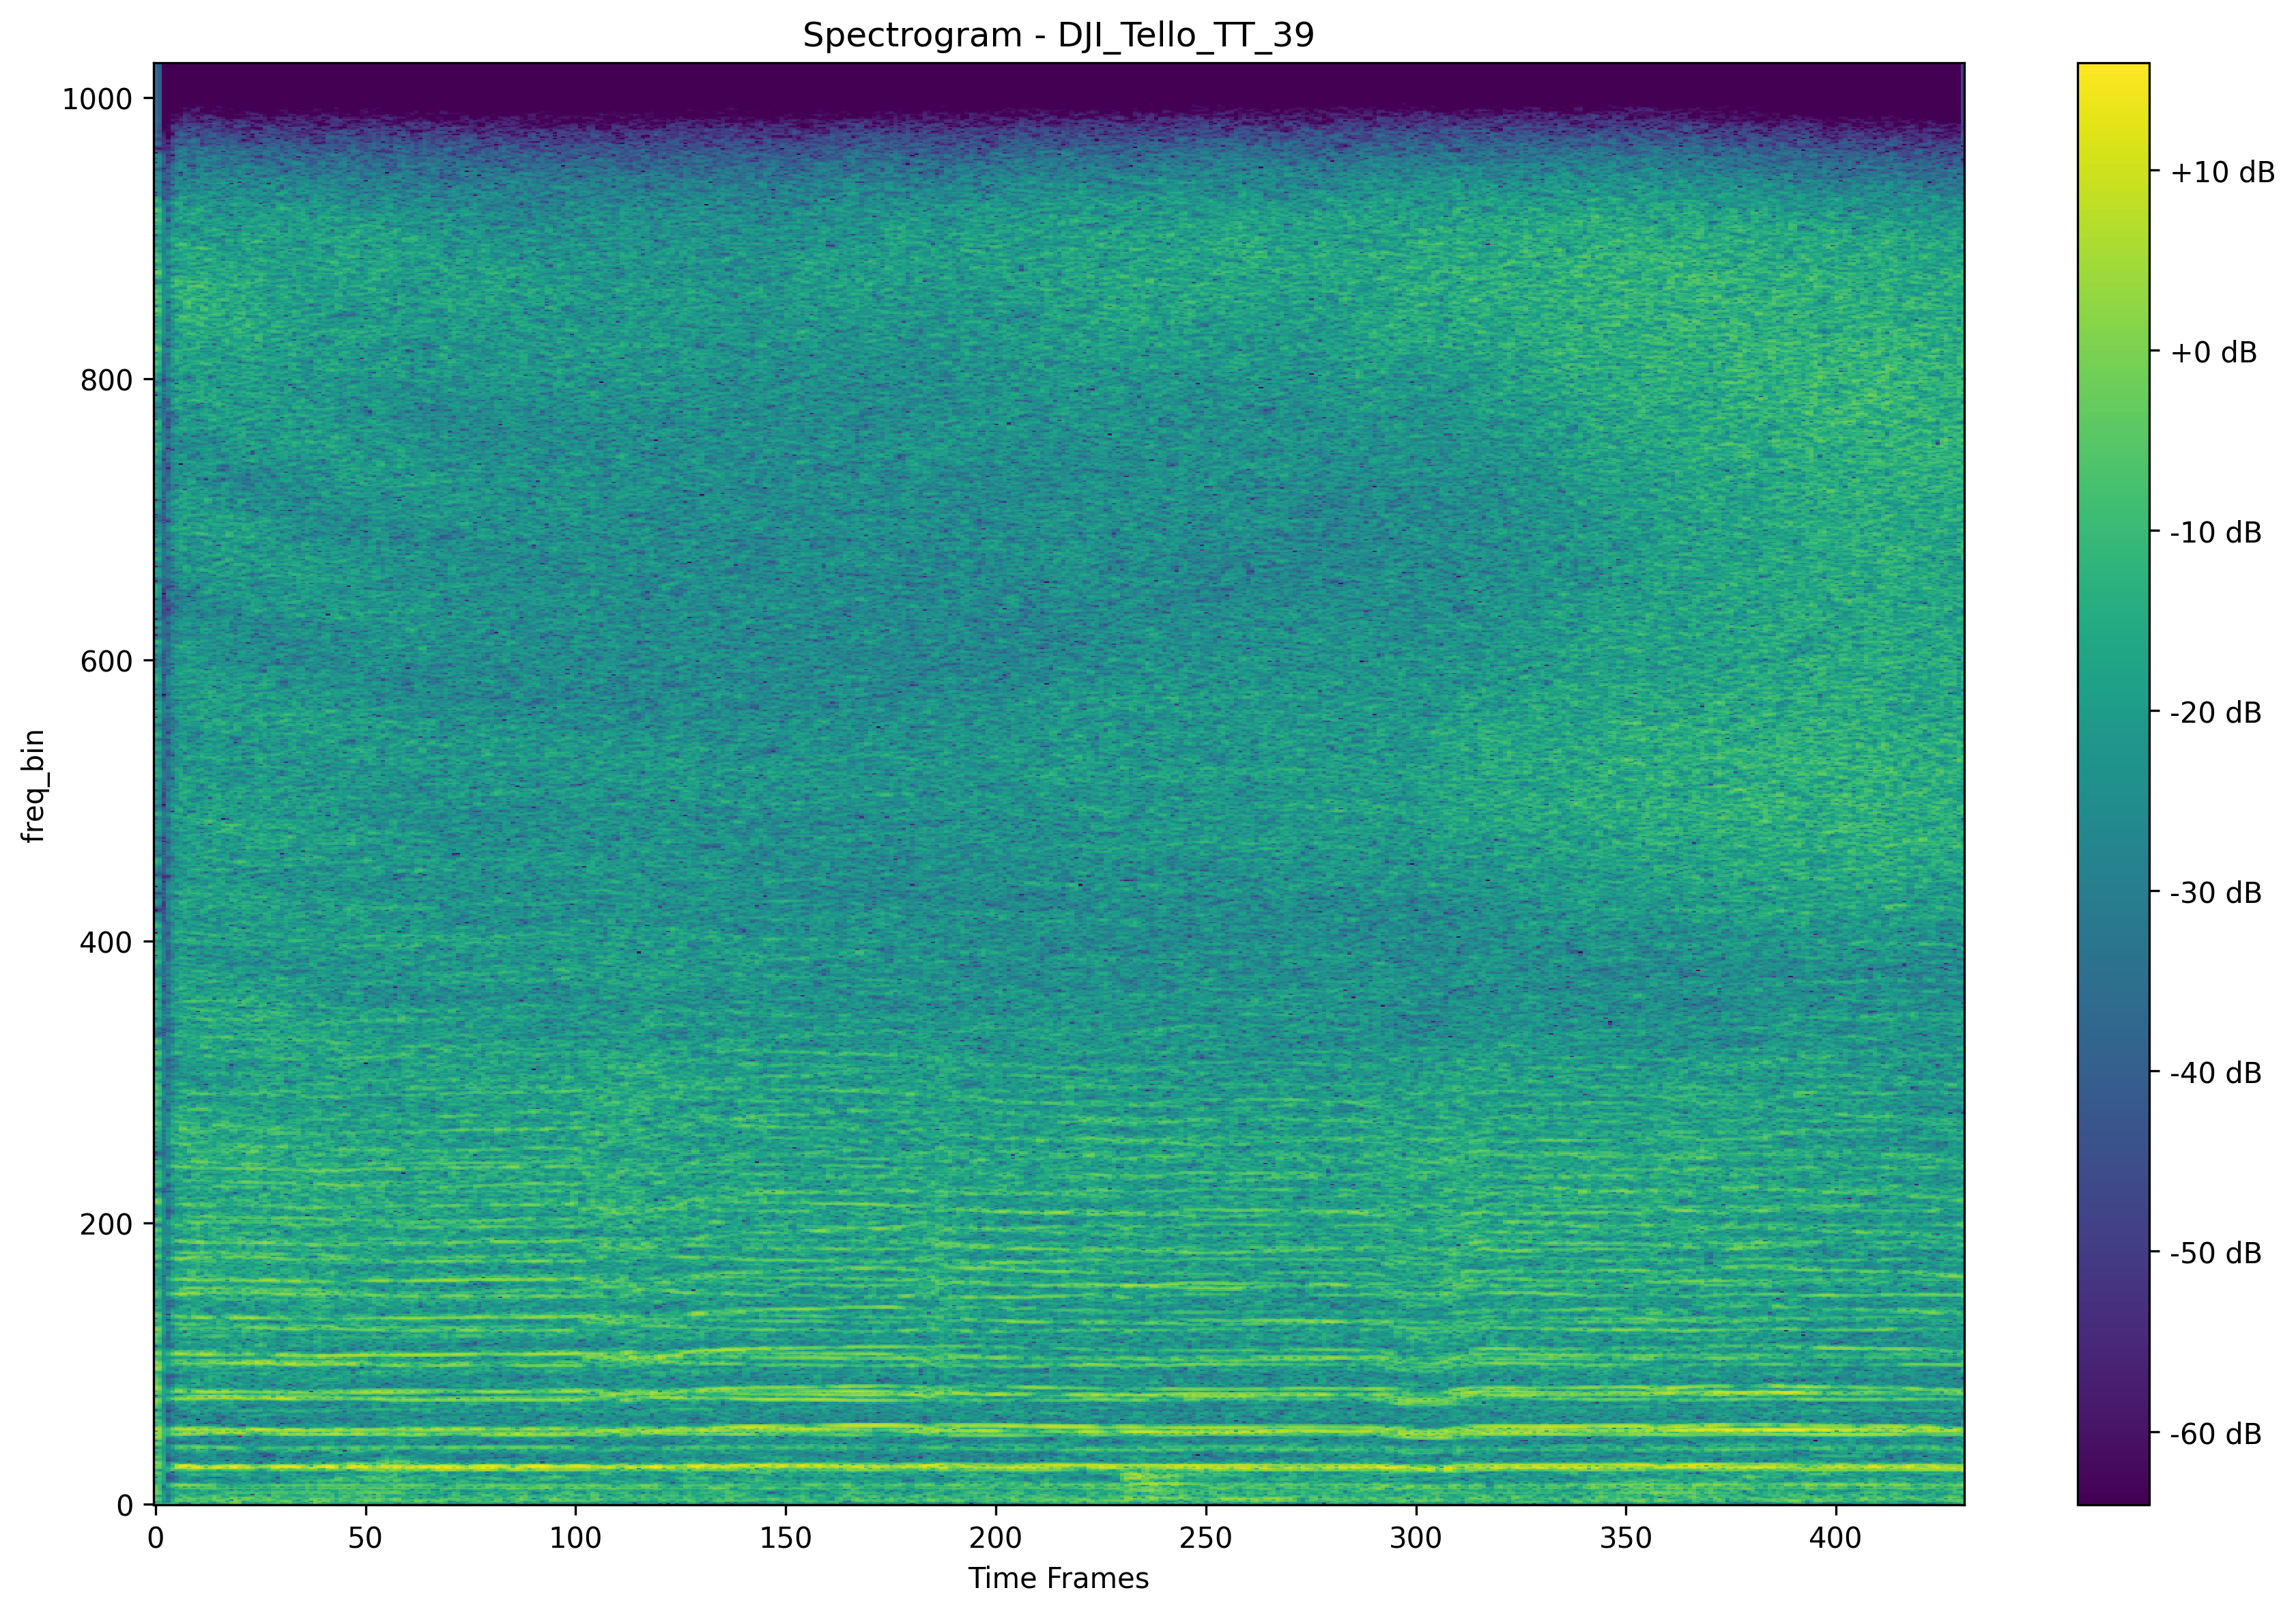 Spectrogram - DJI_Tello_TT_39
1000
800
600
400
200
0
freq_bin
0 50 100 150 200 250 300 350 400
Time Frames
+10 dB
+0 dB
-10 dB
-20 dB
-30 dB
-40 dB
-50 dB
-60 dB